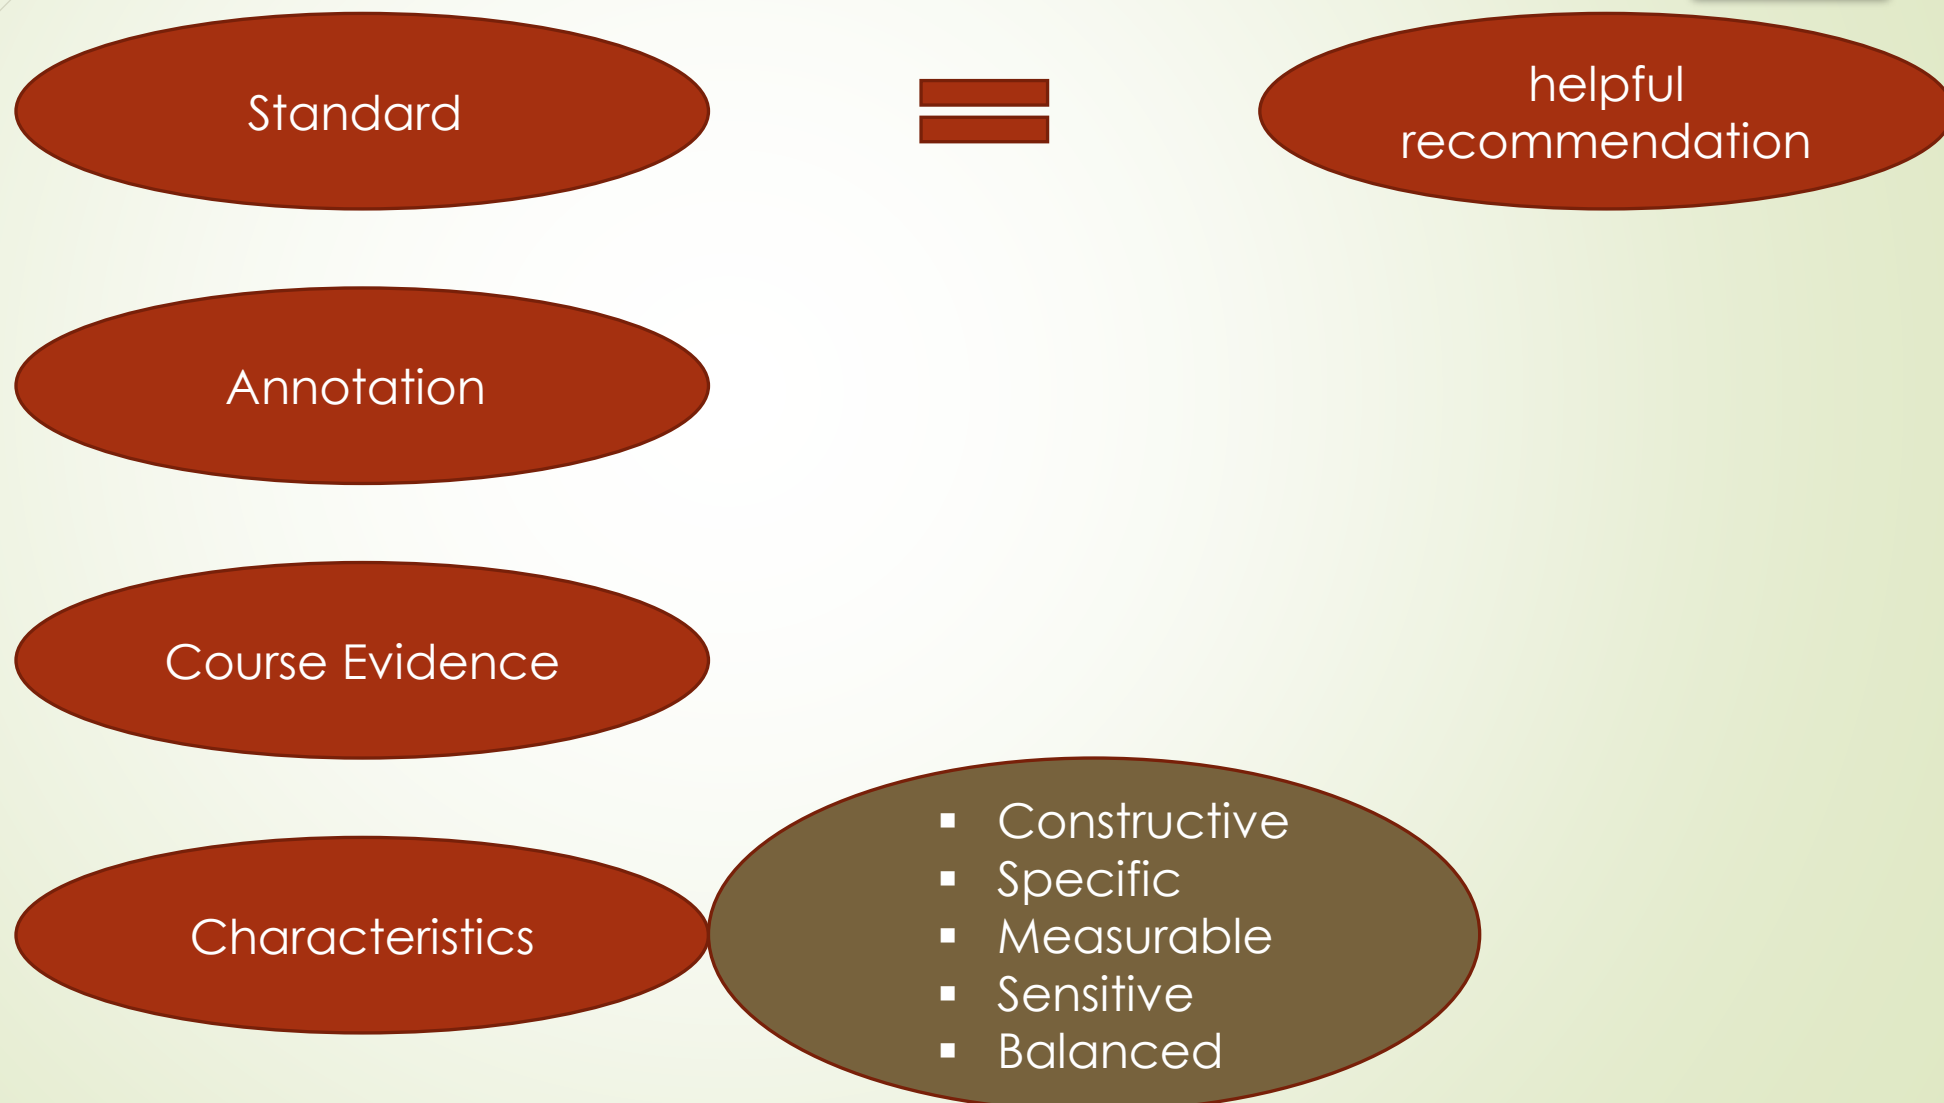 Standard
helpful
recommendation
Annotation
Course Evidence
Characteristics
▪ Constructive
▪ Specific
▪ Measurable
▪ Sensitive
▪ Balanced